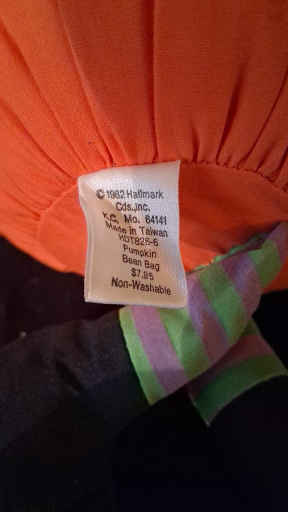 © 1982 Hallmark
Cds., Inc.
K.C. Mo. 64141
Made in Taiwan
HDT825-6
Pumpkin
Bean Bag
$7.95
Non-Washable